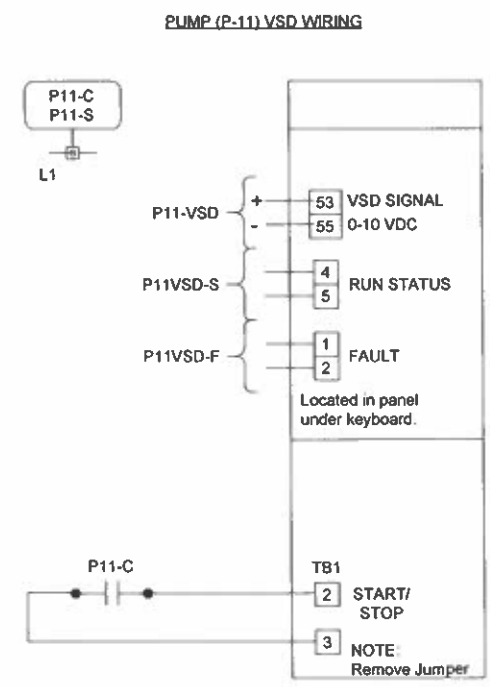 PUMP (P-11) VSD WIRING
P11-C
P11-S
L1
P11-VSD
+
-
53 VSD SIGNAL
55 0-10 VDC
P11VSD-S
4
5
RUN STATUS
P11VSD-F
1
2
FAULT
Located in panel
under keyboard.
P11-C
TB1
2 START/
STOP
3 NOTE:
Remove Jumper